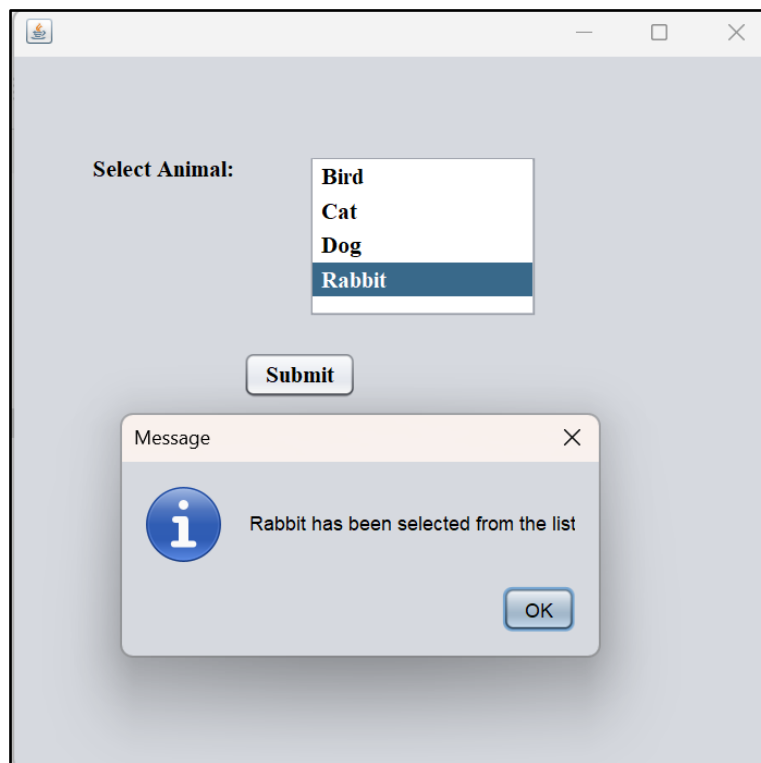 Select Animal:
Bird
Cat
Dog
Rabbit
Submit
Message
Rabbit has been selected from the list
OK